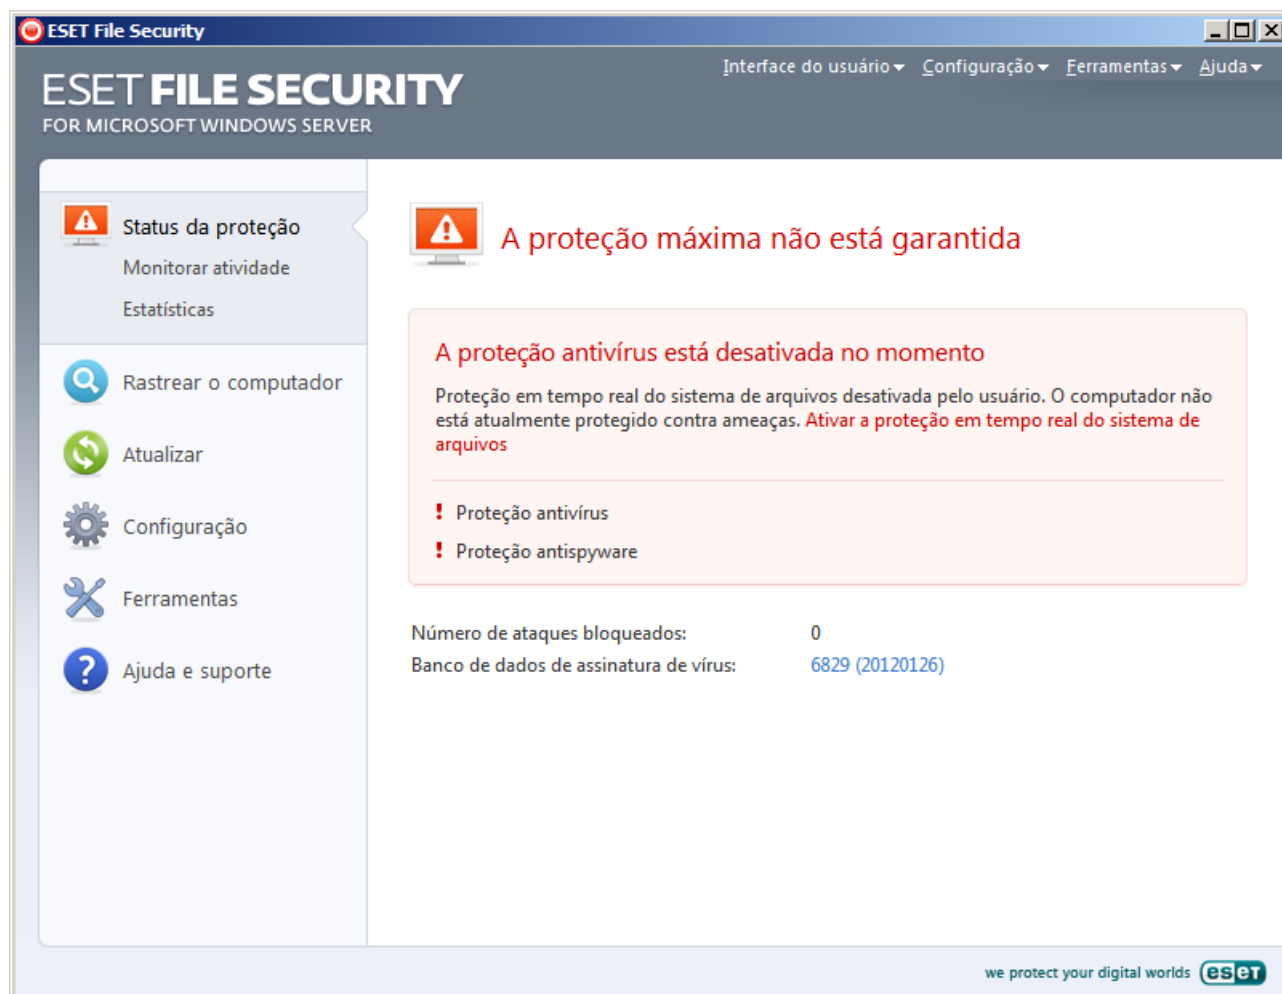 ESET File Security
Interface do usuário Configuração Ferramentas Ajuda
ESET FILE SECURITY
FOR MICROSOFT WINDOWS SERVER
Status da proteção
Monitorar atividade
Estatísticas
Rastrear o computador
Atualizar
Configuração
Ferramentas
Ajuda e suporte
A proteção máxima não está garantida
A proteção antivírus está desativada no momento
Proteção em tempo real do sistema de arquivos desativada pelo usuário. O computador não
está atualmente protegido contra ameaças. Ativar a proteção em tempo real do sistema de
arquivos
! Proteção antivírus
! Proteção antispyware
Número de ataques bloqueados: 0
Banco de dados de assinatura de vírus: 6829 (20120126)
we protect your digital worlds eseT